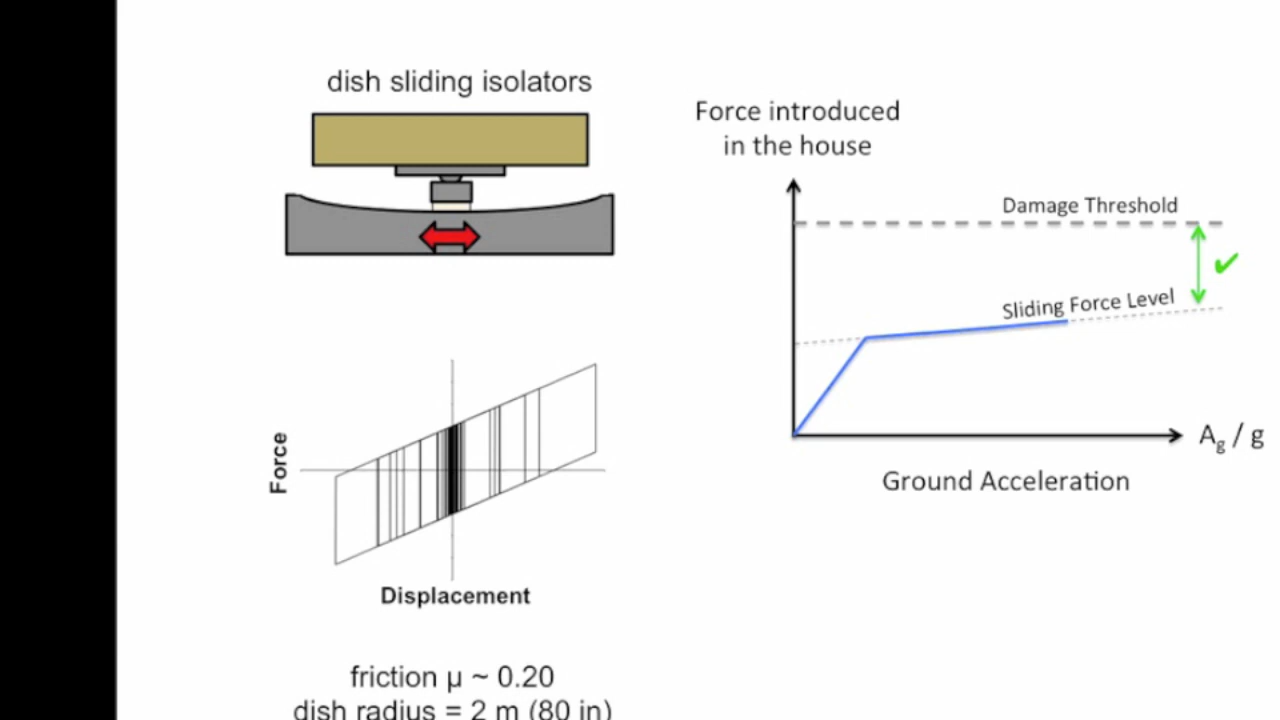 dish sliding isolators
Force introduced
in the house
Damage Threshold
Sliding Force Level
A_g / g
Ground Acceleration
Force
Displacement
friction μ ~ 0.20
dish radius = 2 m (80 in)